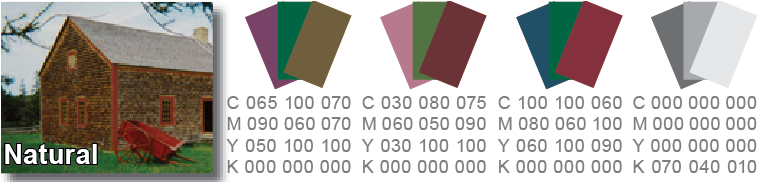 Natural
C 065 100 070 C 030 080 075 C 100 100 060 C 000 000 000
M 090 060 070 M 060 050 090 M 080 060 100 M 000 000 000
Y 050 100 100 Y 030 100 100 Y 060 100 090 Y 000 000 000
K 000 000 000 K 000 000 000 K 000 000 000 K 070 040 010